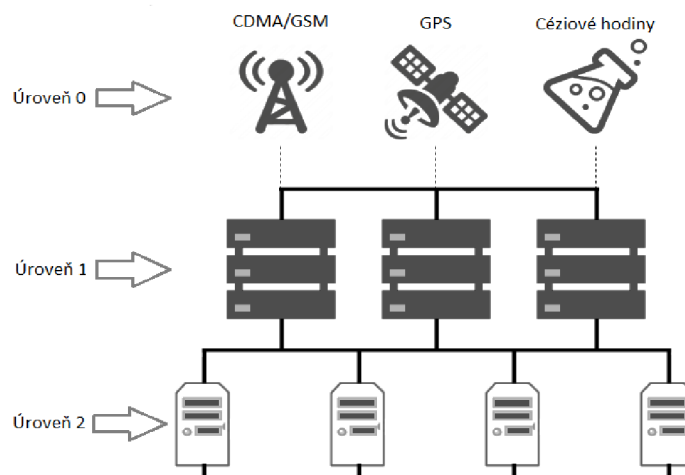 CDMA/GSM
GPS
Céziové hodiny
Úroveň 0
Úroveň 1
Úroveň 2